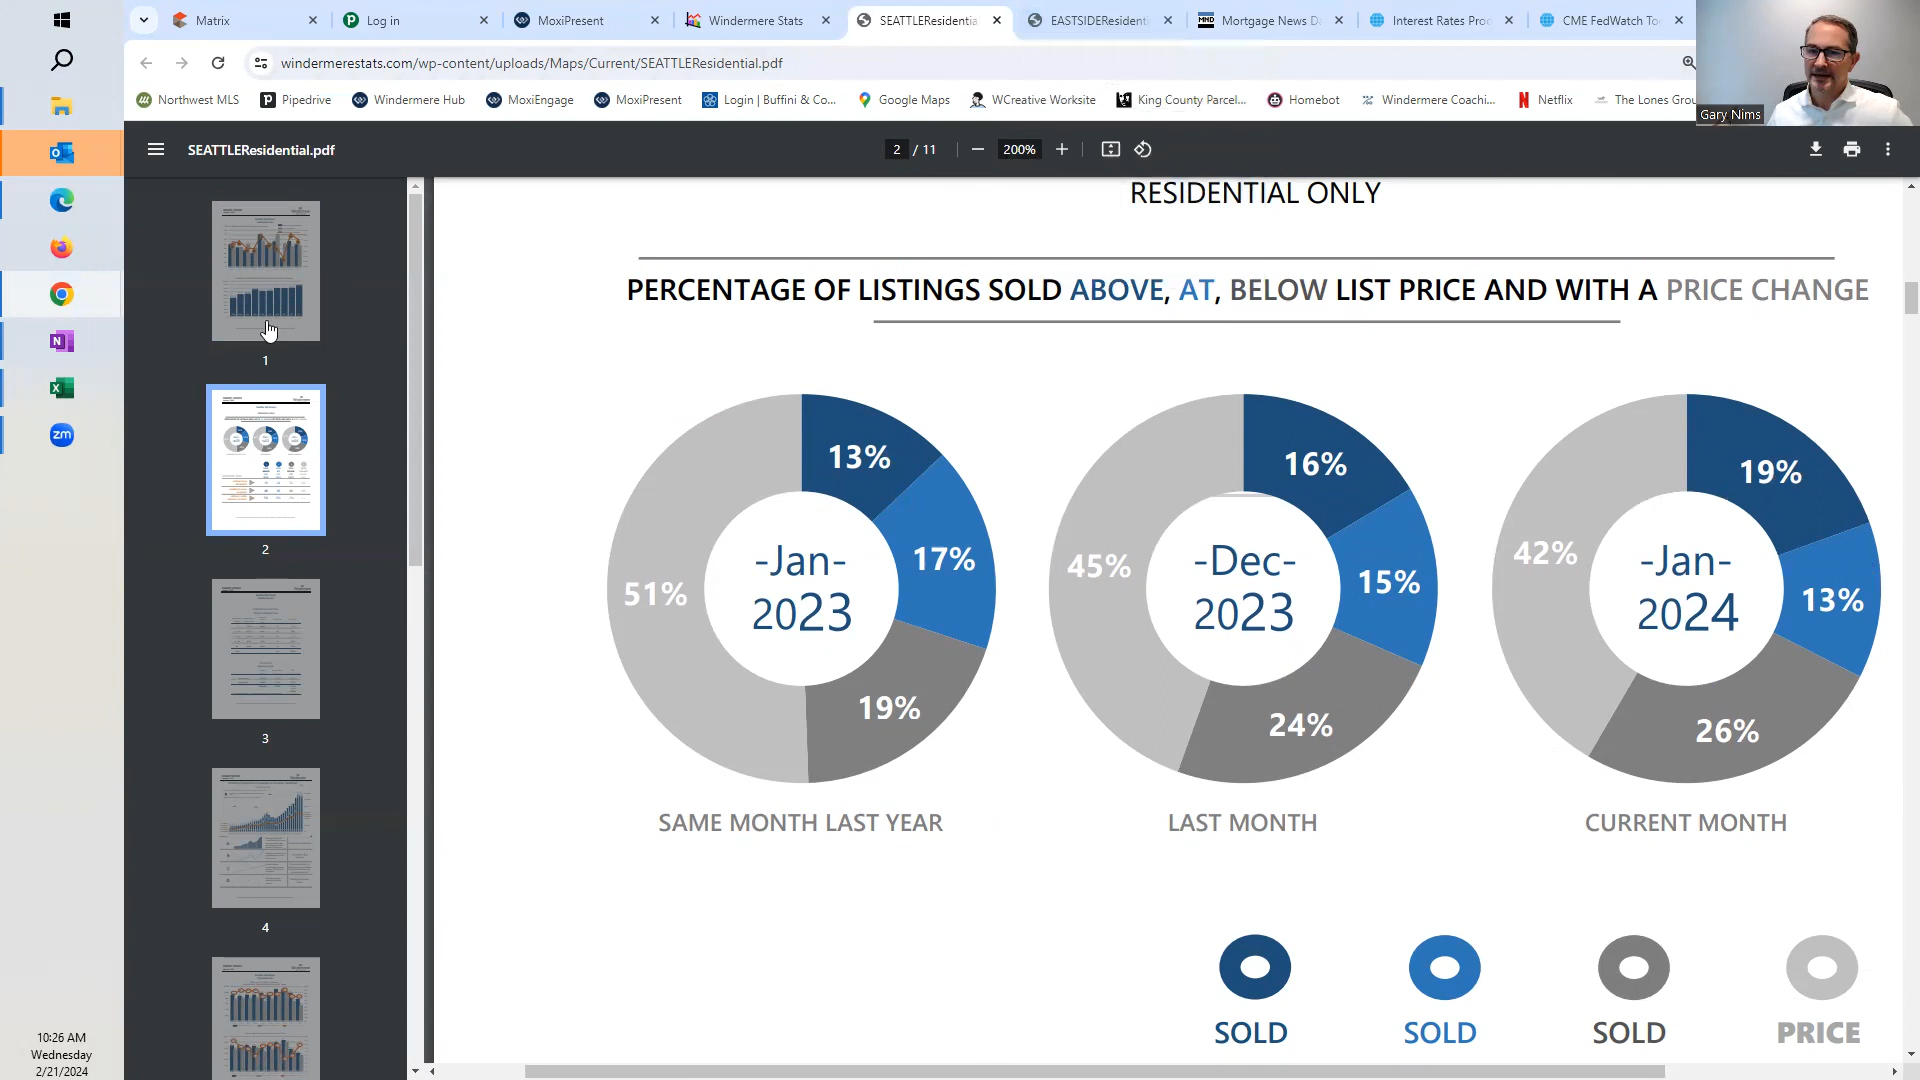 Matrix
Log in
MoxiPresent
Windermere Stats
SEATTLEResidentia
EASTSIDEResident
Mortgage News D
Interest Rates Pro
CME FedWatch To
windermerestats.com/wp-content/uploads/Maps/Current/SEATTLEResidential.pdf
Northwest MLS
Pipedrive
Windermere Hub
MoxiEngage
MoxiPresent
Login | Buffini & Co...
Google Maps
WCreative Worksite
King County Parcel...
Homebot
Windermere Coachi...
Netflix
The Lones Grou
Gary Nims
SEATTLEResidential.pdf
2 / 11
200%
1
2
3
4
RESIDENTIAL ONLY
PERCENTAGE OF LISTINGS SOLD ABOVE, AT, BELOW LIST PRICE AND WITH A PRICE CHANGE
13%
17%
19%
51%
-Jan-
2023
SAME MONTH LAST YEAR
16%
15%
24%
45%
-Dec-
2023
LAST MONTH
19%
13%
26%
42%
-Jan-
2024
CURRENT MONTH
SOLD
SOLD
SOLD
PRICE
zm
10:26 AM
Wednesday
2/21/2024